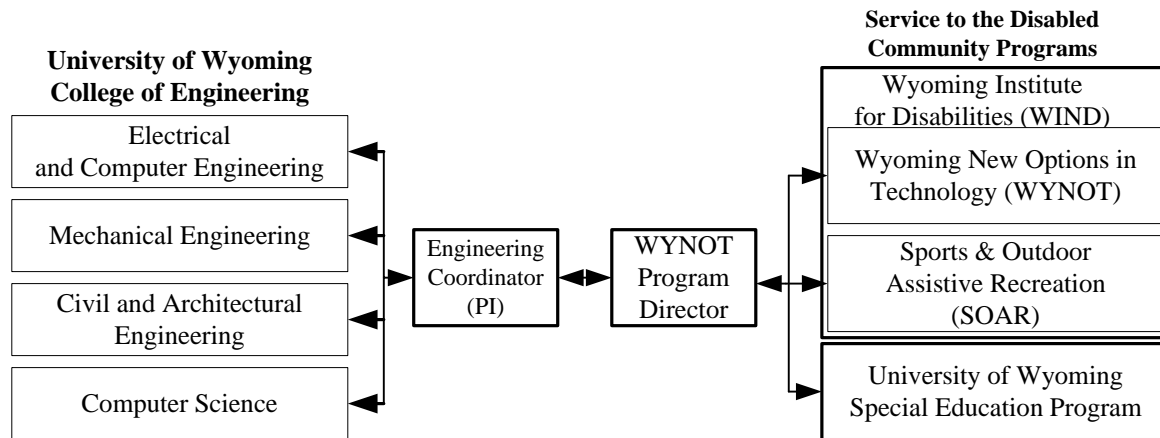 University of Wyoming
College of Engineering
Electrical
and Computer Engineering
Mechanical Engineering
Civil and Architectural
Engineering
Computer Science
Engineering
Coordinator
(PI)
WYNOT
Program
Director
Service to the Disabled
Community Programs
Wyoming Institute
for Disabilities (WIND)
Wyoming New Options in
Technology (WYNOT)
Sports & Outdoor
Assistive Recreation
(SOAR)
University of Wyoming
Special Education Program